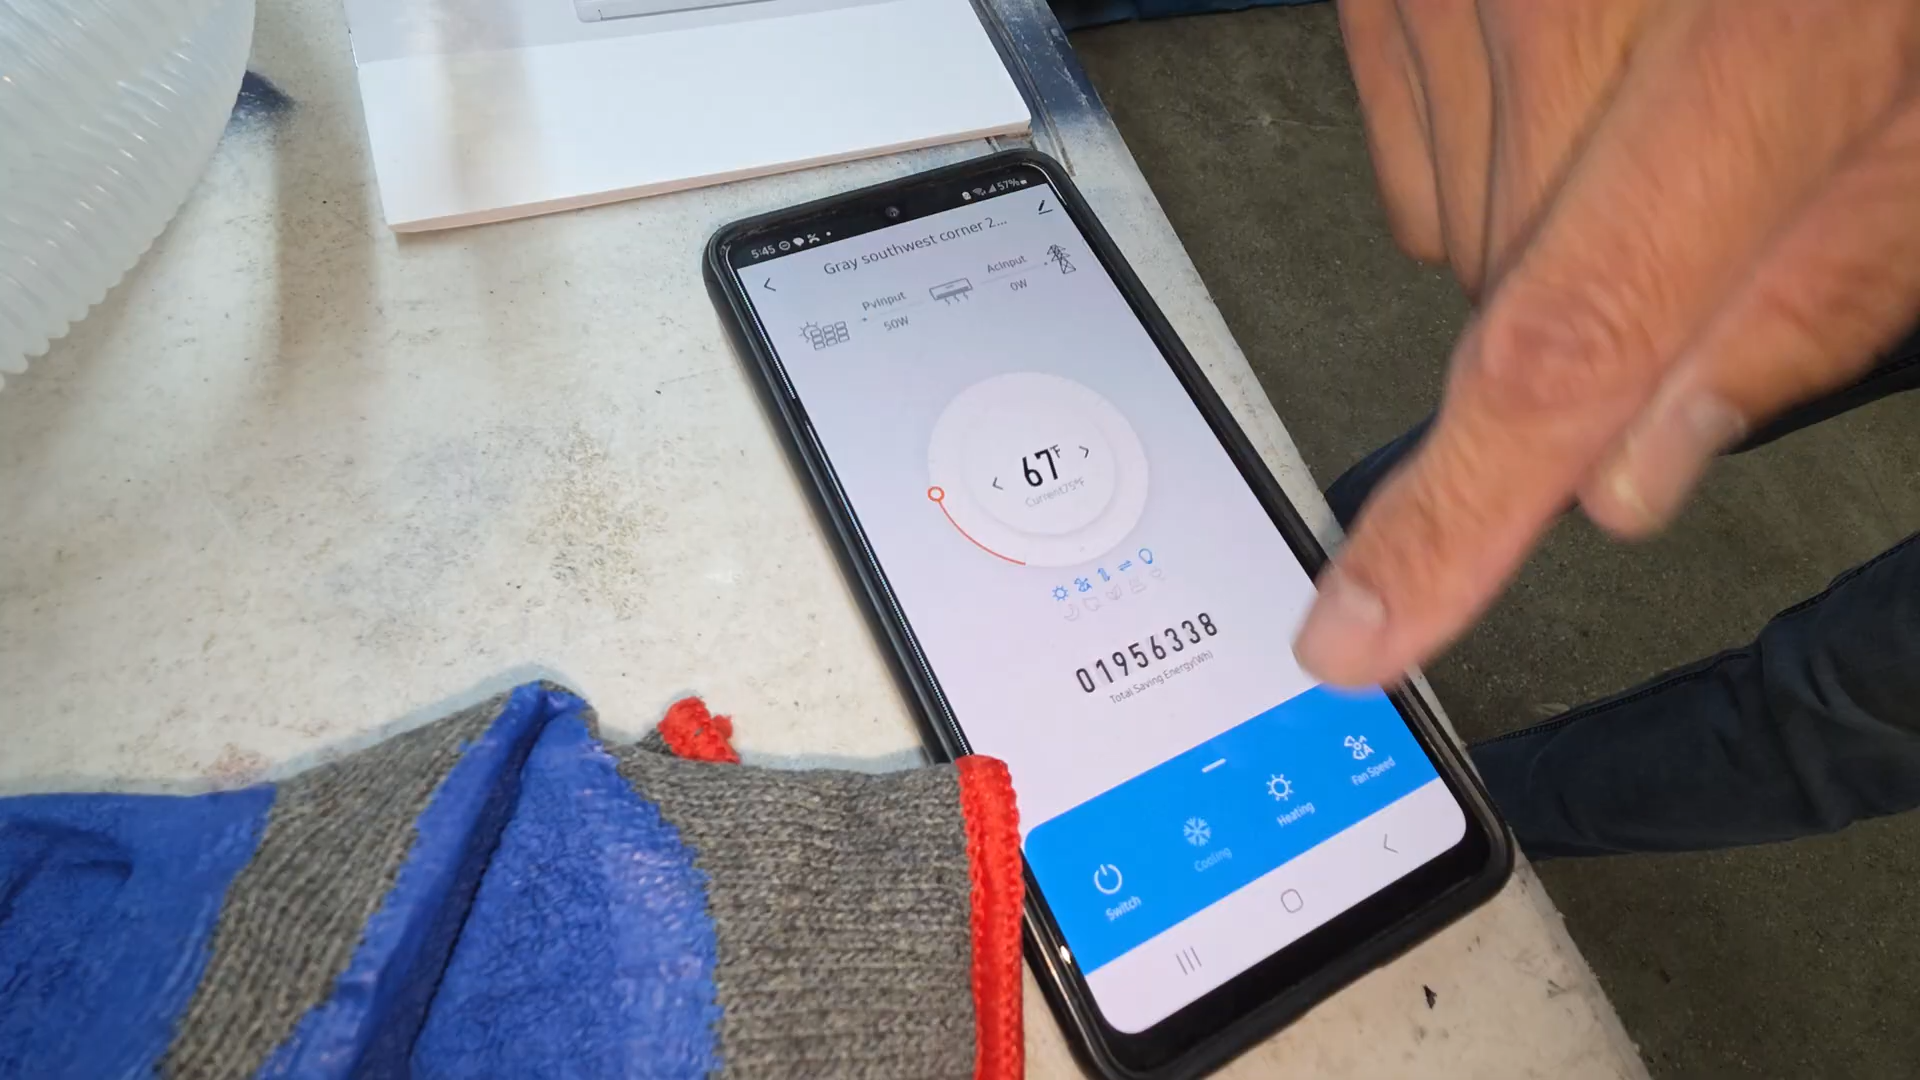 5:45
57%
Gray southwest corner 2...
PvInput
50W
AcInput
0W
67°F
Current75°F
01956338
Total Saving Energy(Wh)
Switch
Cooling
Heating
Fan Speed